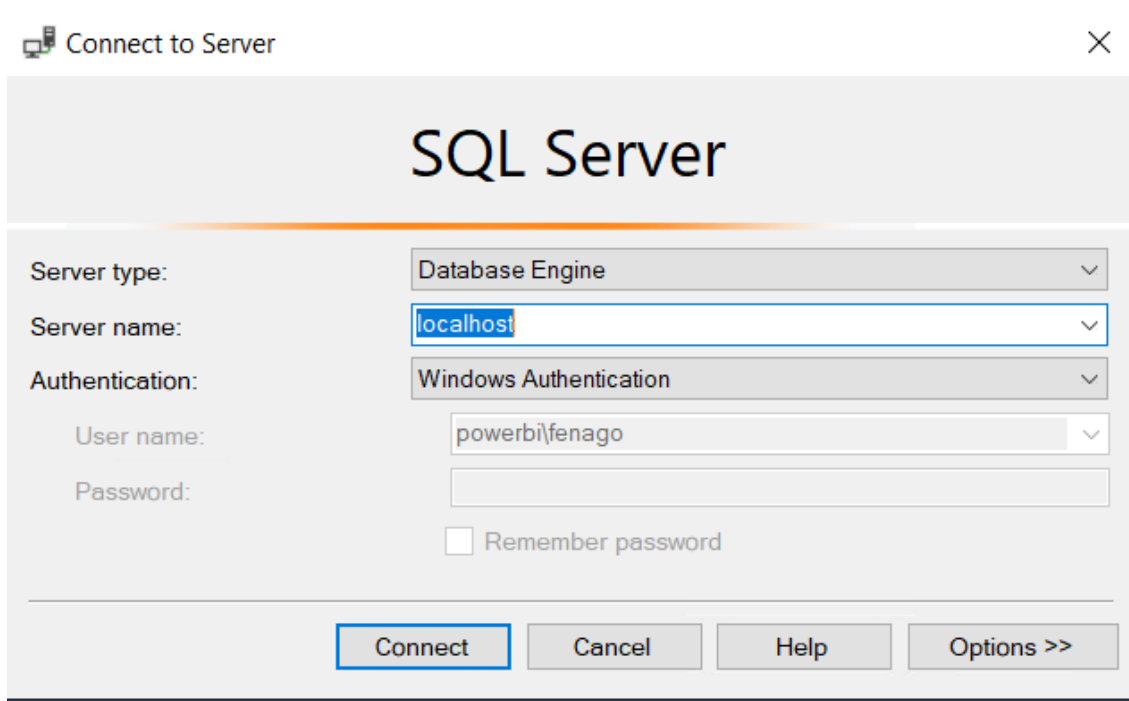 Connect to Server
SQL Server
Server type: Database Engine
Server name: localhost
Authentication: Windows Authentication
User name: powerbi\fenago
Password:
Remember password
Connect Cancel Help Options >>